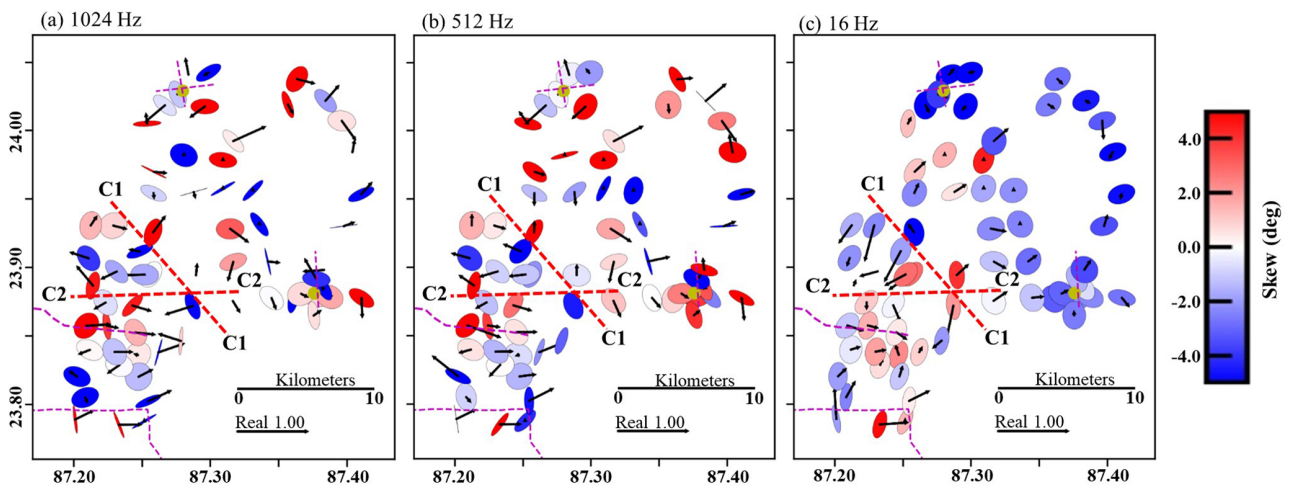 (a) 1024 Hz
(b) 512 Hz
(c) 16 Hz
24.000
23.900
23.800
C1
C2
C2
C1
Kilometers
0 10
Real 1.00
87.20 87.30 87.40
C1
C2
C2
C1
Kilometers
0 10
Real 1.00
87.20 87.30 87.40
C1
C2
C2
C1
Kilometers
0 10
Real 1.00
87.20 87.30 87.40
4.0
2.0
0.0
-2.0
-4.0
Skew (deg)